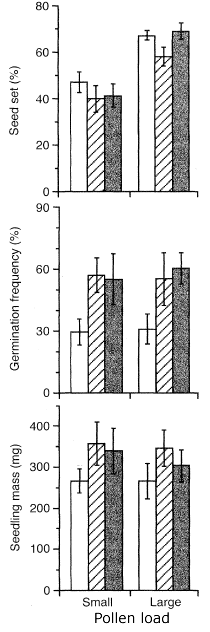 80
60
40
20
0
Seed set (%)
90
60
30
0
Germination frequency (%)
400
300
200
100
0
Seedling mass (mg)
Small Large
Pollen load